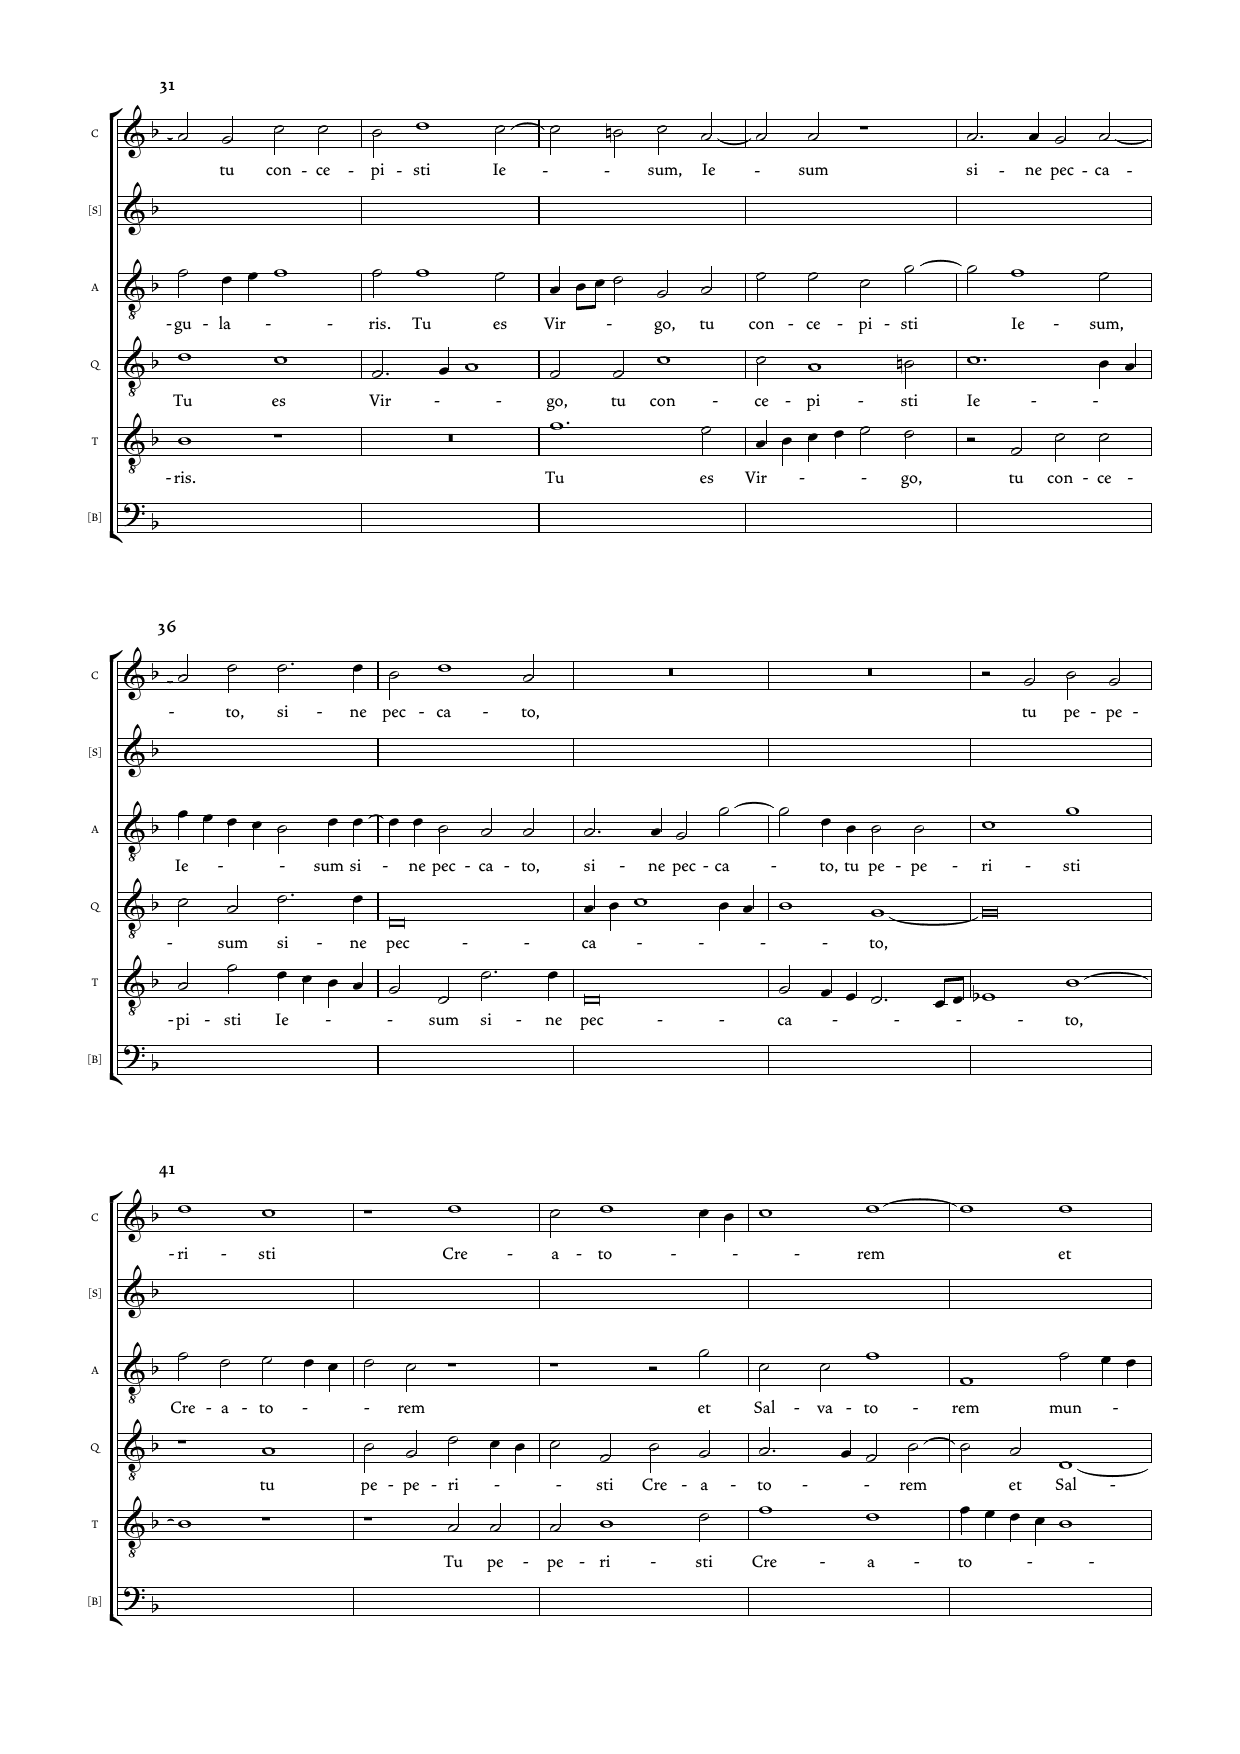 31
C
tu con - ce - pi - sti Ie - - sum, Ie - sum si - ne pec - ca -
[S]
A
-gu - la - - ris. Tu es Vir - go, tu con - ce - pi - sti Ie - sum,
Q
Tu es Vir - - go, tu con - ce - pi - sti Ie - -
T
-ris. Tu es Vir - - go, tu con - ce -
[B]
36
C
- to, si - ne pec - ca - to, tu pe - pe -
[S]
A
Ie - - sum si - ne pec - ca - to, si - ne pec - ca - to, tu pe - pe - ri - sti
Q
- sum si - ne pec - - ca - - - - to,
T
-pi - sti Ie - - sum si - ne pec - - ca - - - - to,
[B]
41
C
-ri - sti Cre - a - to - - - rem et
[S]
A
Cre - a - to - - rem et Sal - va - to - rem mun -
Q
tu pe - pe - ri - - sti Cre - a - to - - rem et Sal -
T
Tu pe - pe - ri - sti Cre - a - to - -
[B]